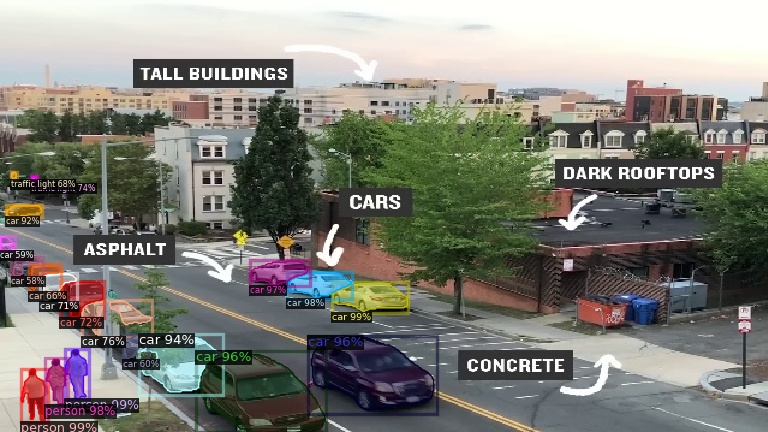 TALL BUILDINGS
DARK ROOFTOPS
traffic light 68%
74%
CARS
car 92%
ASPHALT
car 59%
car 58%
car 97%
car 66%
car 98%
car 71%
car 99%
car 72%
car 76%
car 94%
car 96%
car 96%
car 60%
CONCRETE
person 99%
person 98%
person 99%